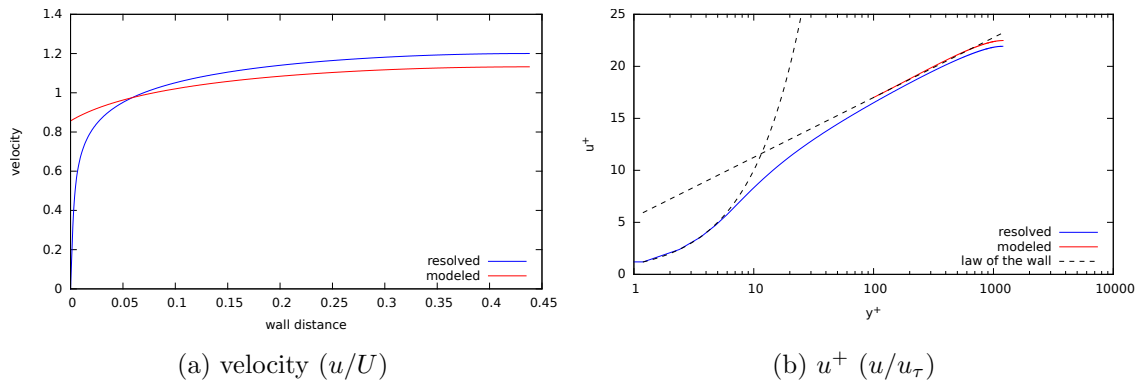 1.4
1.2
1
0.8
0.6
0.4
0.2
0
velocity
0
0.05
0.1
0.15
0.2
0.25
0.3
0.35
0.4
0.45
wall distance
resolved
modeled
(a) velocity (u/U)
25
20
15
10
5
0
u⁺
1
10
100
1000
10000
y⁺
resolved
modeled
law of the wall
(b) u⁺ (u/u_τ)